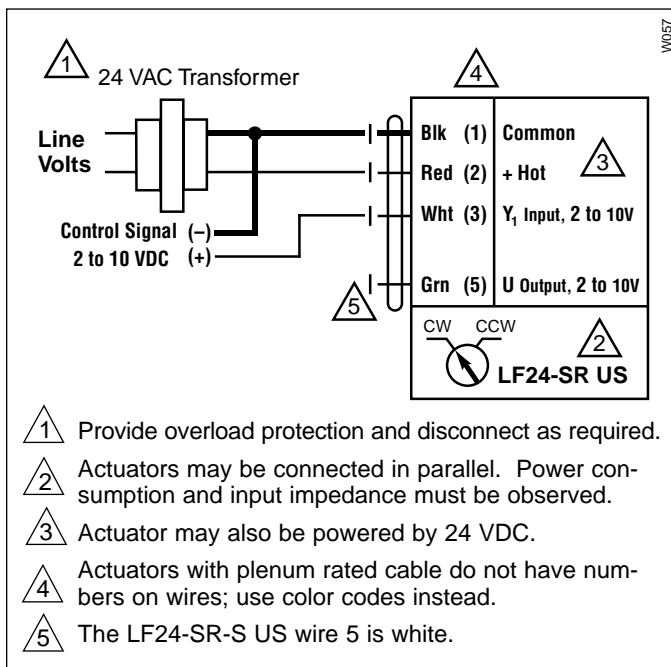 W057
1 24 VAC Transformer
4
Line
Volts
Blk (1) Common
3
Red (2) + Hot
Wht (3) Y1 Input, 2 to 10V
Control Signal (–)
2 to 10 VDC (+)
Grn (5) U Output, 2 to 10V
5
CW CCW
2
LF24-SR US
1 Provide overload protection and disconnect as required.
2 Actuators may be connected in parallel. Power con-
sumption and input impedance must be observed.
3 Actuator may also be powered by 24 VDC.
4 Actuators with plenum rated cable do not have num-
bers on wires; use color codes instead.
5 The LF24-SR-S US wire 5 is white.